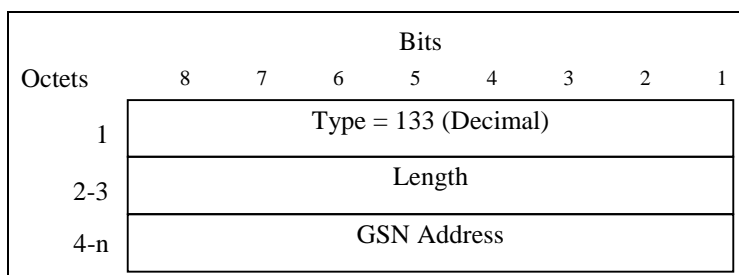 Bits
Octets 8 7 6 5 4 3 2 1
1 Type = 133 (Decimal)
2-3 Length
4-n GSN Address